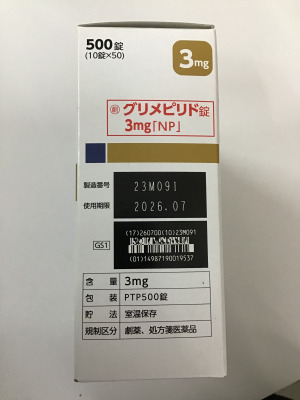 500錠
(10錠×50)
3mg
劇 グリメピリド錠
3mg「NP」
製造番号 23M091
使用期限 2026.07
(17)260700(10)23M091
GS1
(01)14987190019537
含量 3mg
包装 PTP500錠
貯法 室温保存
規制区分 劇薬、処方箋医薬品